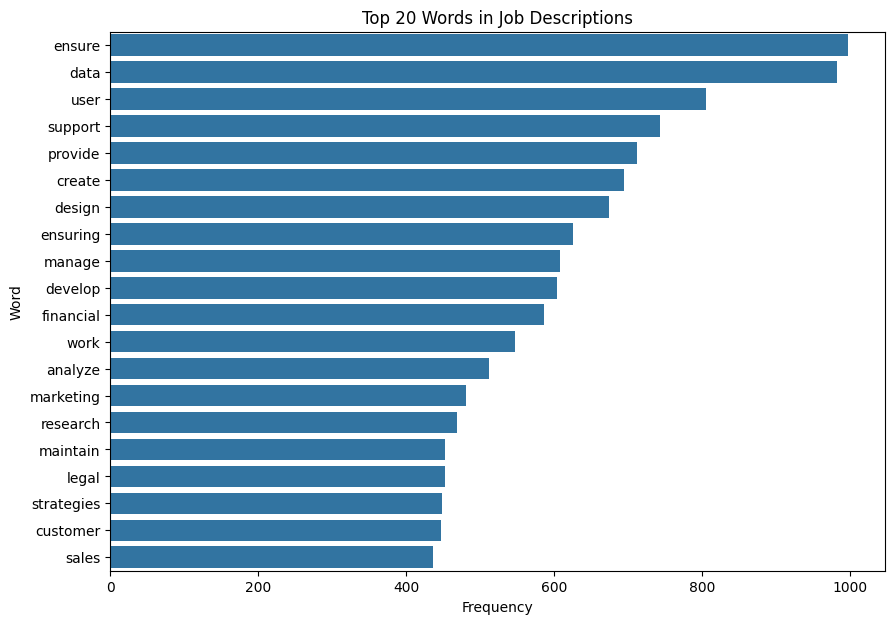 Top 20 Words in Job Descriptions
ensure
data
user
support
provide
create
design
ensuring
manage
develop
financial
work
analyze
marketing
research
maintain
legal
strategies
customer
sales
Word
0 200 400 600 800 1000
Frequency